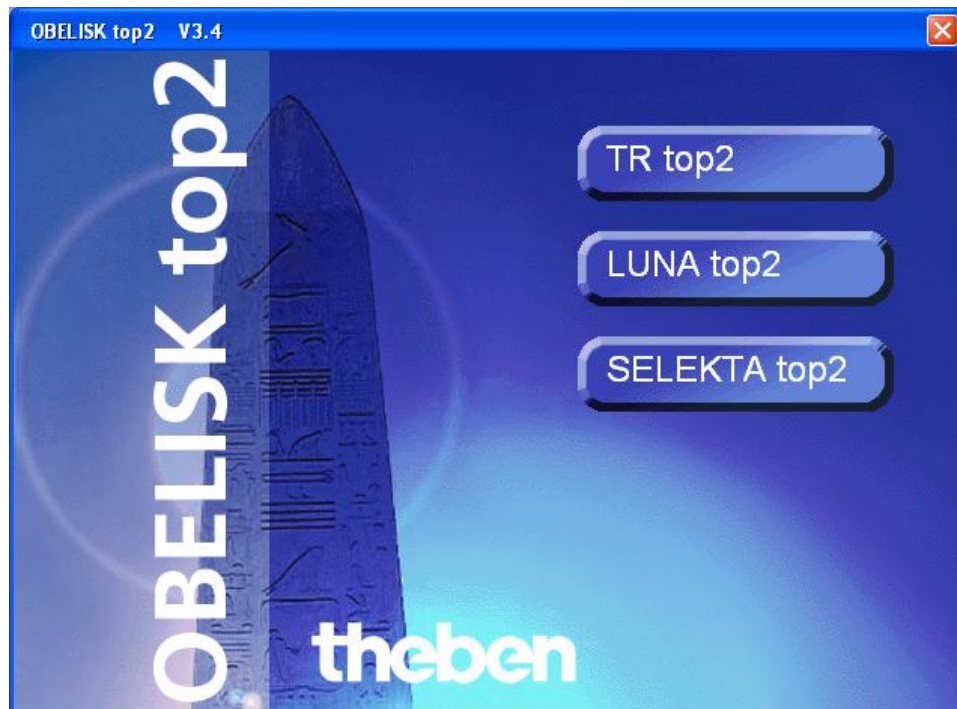 OBELISK top2 V3.4
OBELISK top2
TR top2
LUNA top2
SELEKTA top2
theben